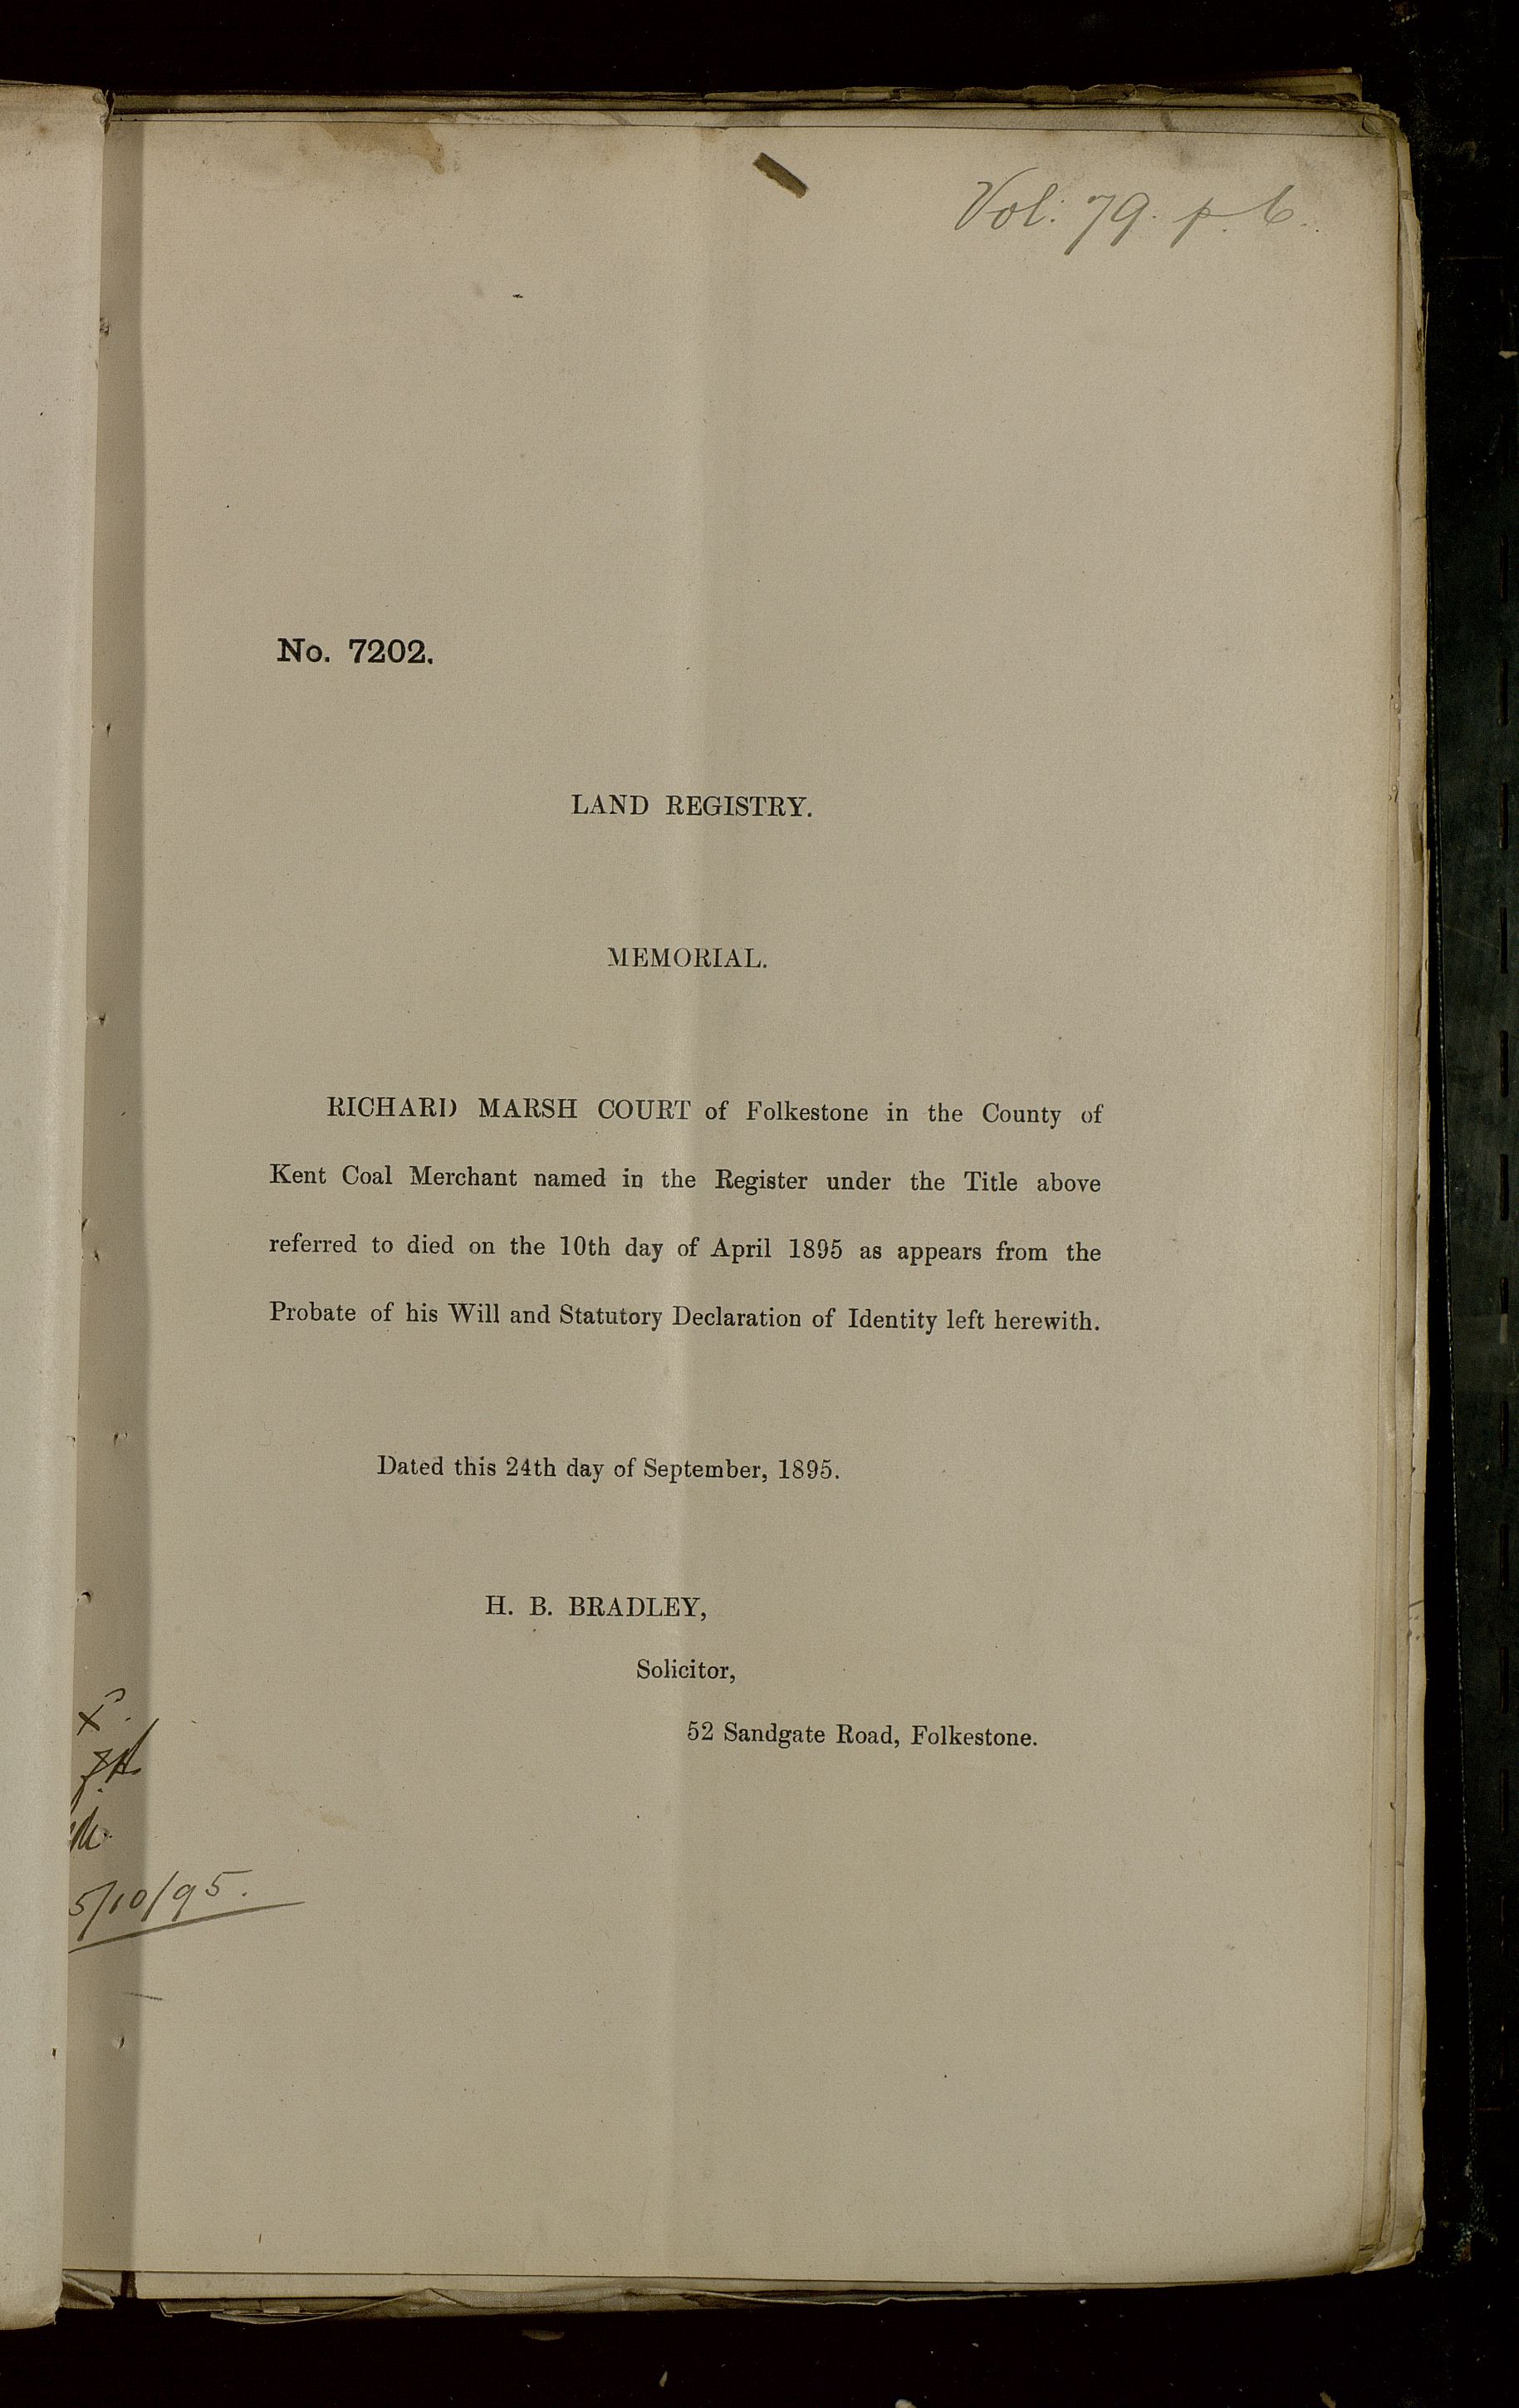 Vol: 79. p. 6.
No. 7202.
LAND REGISTRY.
MEMORIAL.
RICHARD MARSH COURT of Folkestone in the County of
Kent Coal Merchant named in the Register under the Title above
referred to died on the 10th day of April 1895 as appears from the
Probate of his Will and Statutory Declaration of Identity left herewith.
Dated this 24th day of September, 1895.
H. B. BRADLEY,
Solicitor,
52 Sandgate Road, Folkestone.
5/10/95.